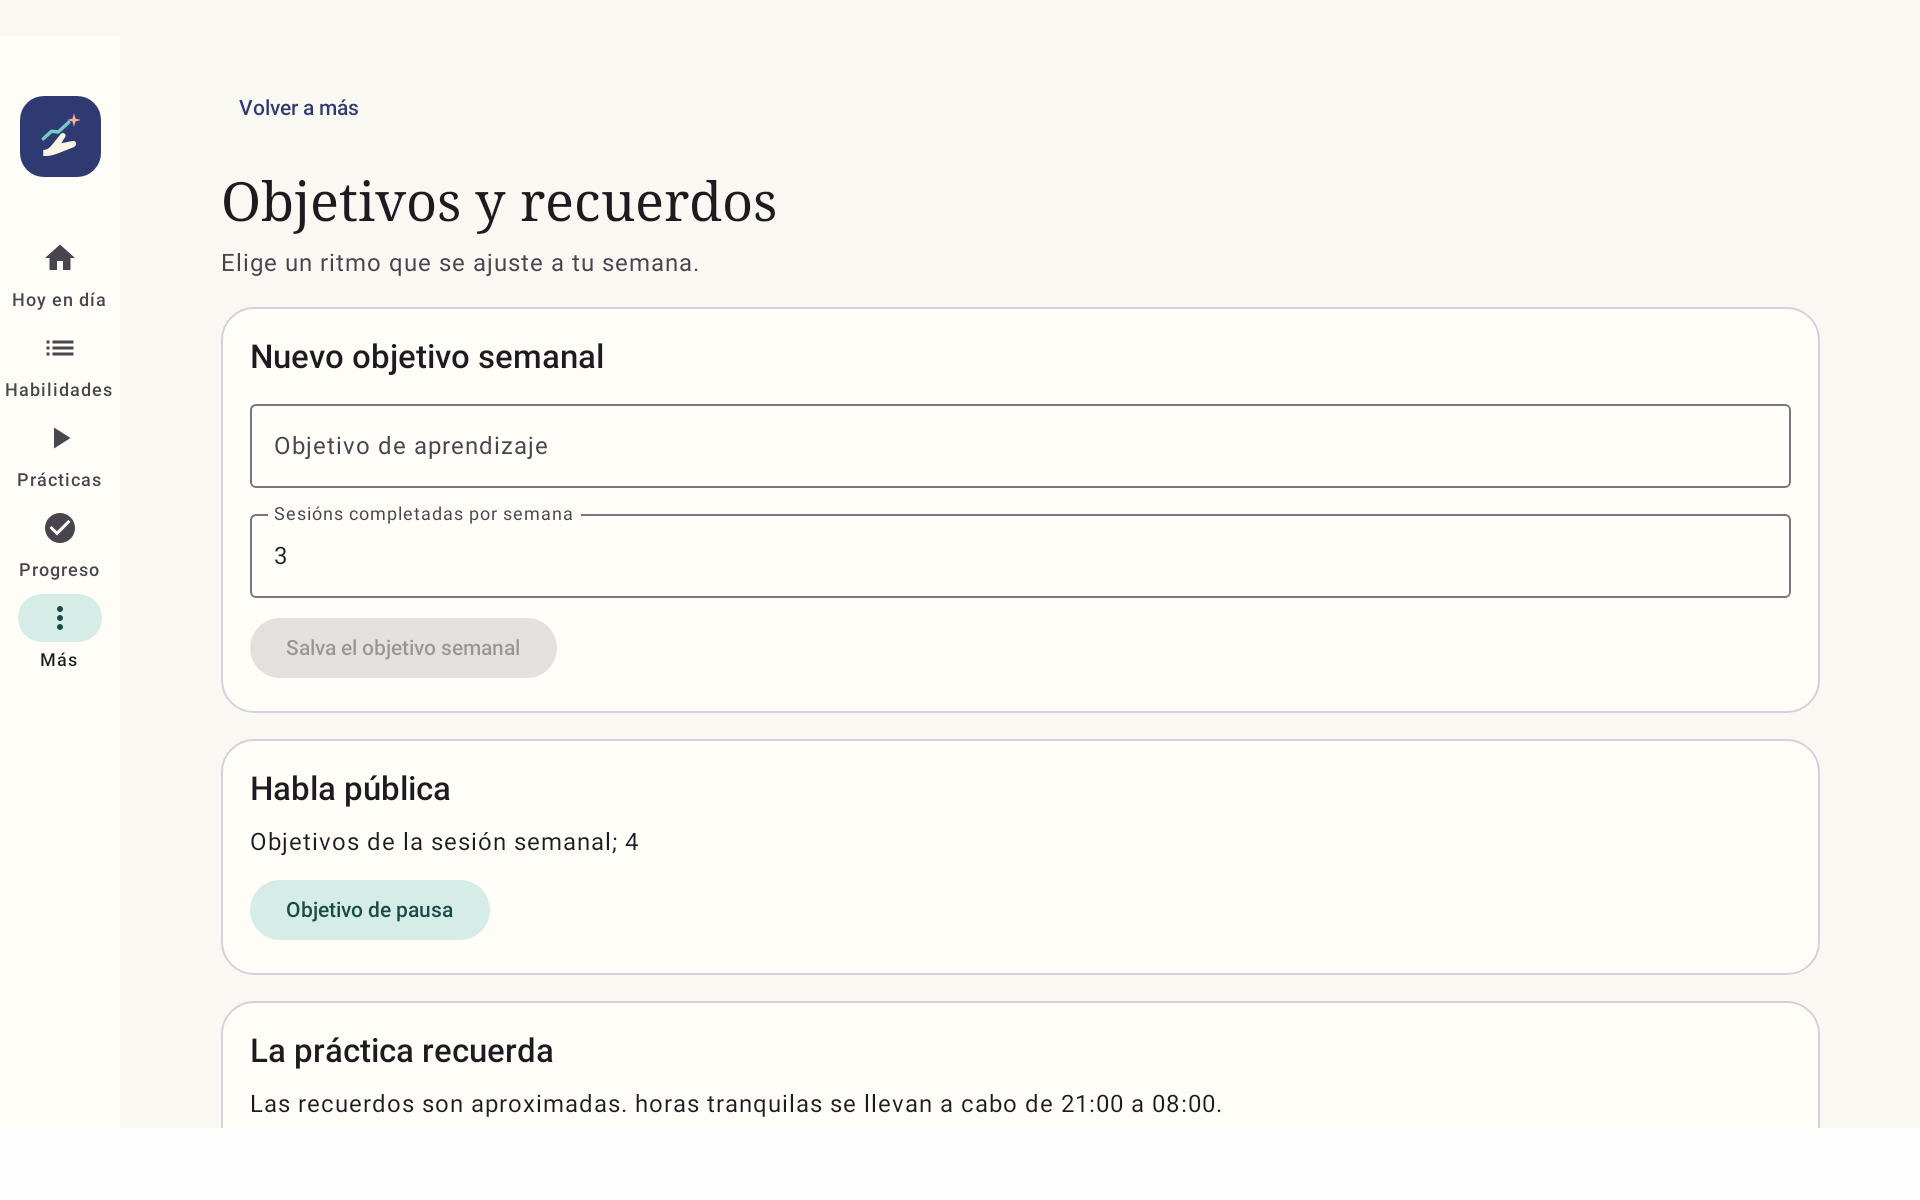 Volver a más
Objetivos y recuerdos
Elige un ritmo que se ajuste a tu semana.
Hoy en día
Habilidades
Prácticas
Progreso
Más
Nuevo objetivo semanal
Objetivo de aprendizaje
Sesións completadas por semana
3
Salva el objetivo semanal
Habla pública
Objetivos de la sesión semanal; 4
Objetivo de pausa
La práctica recuerda
Las recuerdos son aproximadas. horas tranquilas se llevan a cabo de 21:00 a 08:00.